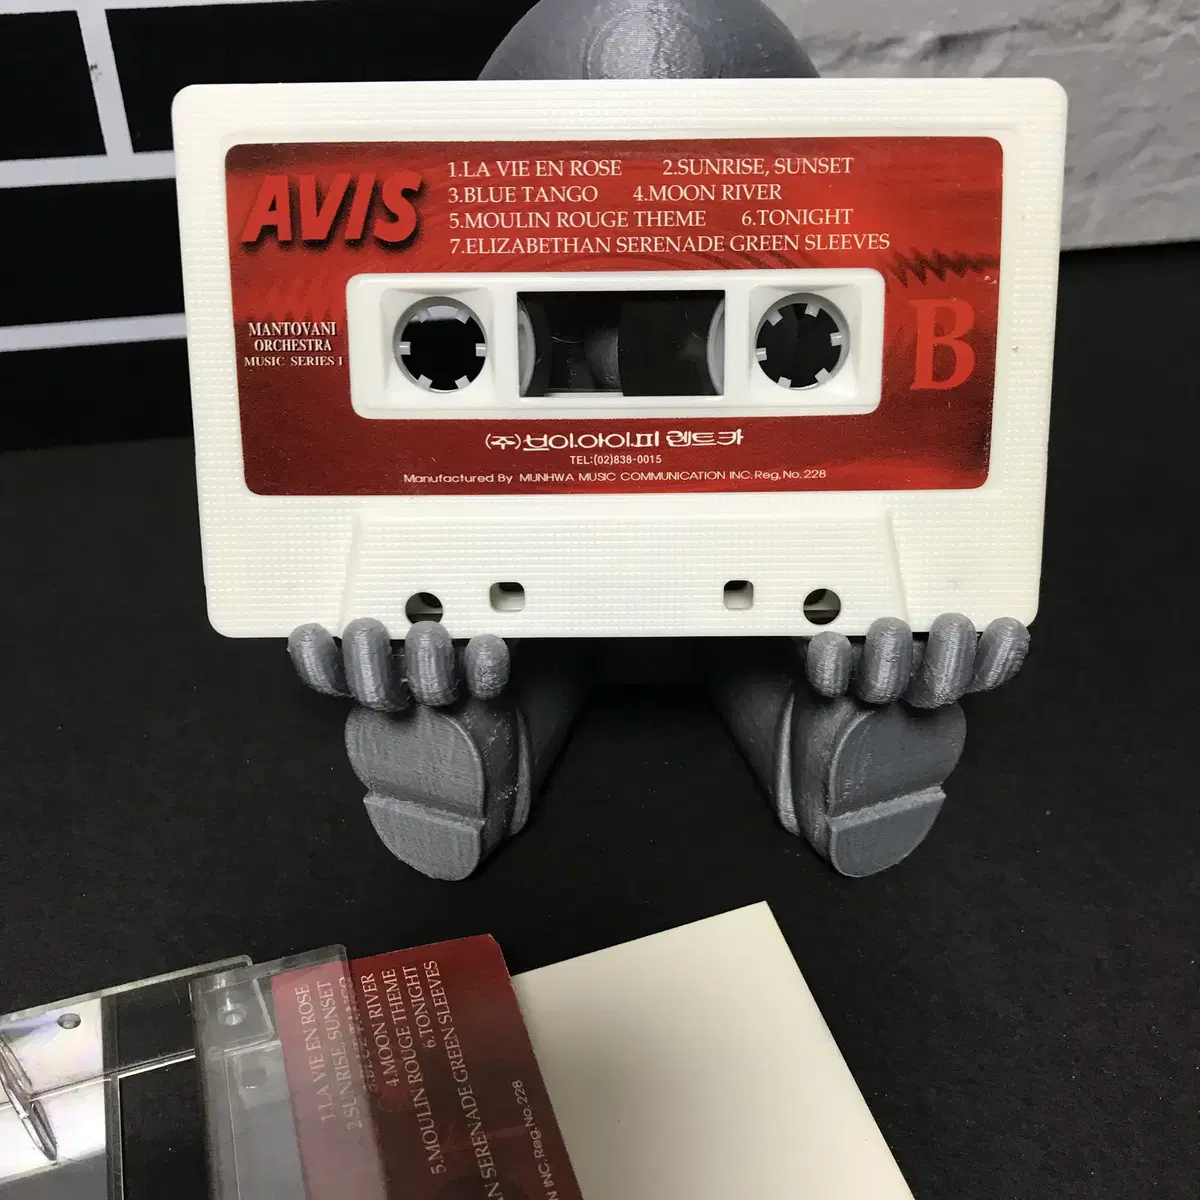 AVIS
1.LA VIE EN ROSE 2.SUNRISE, SUNSET
3.BLUE TANGO 4.MOON RIVER
5.MOULIN ROUGE THEME 6.TONIGHT
7.ELIZABETHAN SERENADE GREEN SLEEVES
MANTOVANI
ORCHESTRA
MUSIC SERIES 1
B
(주)브이.아이.피 렌트카
TEL:(02)838-0015
Manufactured By MUNHWA MUSIC COMMUNICATION INC.Reg,No.228
1.LA VIE EN ROSE
2.SUNRISE, SUNSET
3.BLUE TANGO
4.MOON RIVER
5.MOULIN ROUGE THEME
6.TONIGHT
SERENADE GREEN SLEEVES
INC.Reg.No.228